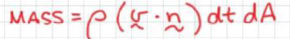 MASS = ρ (v · n) dt dA